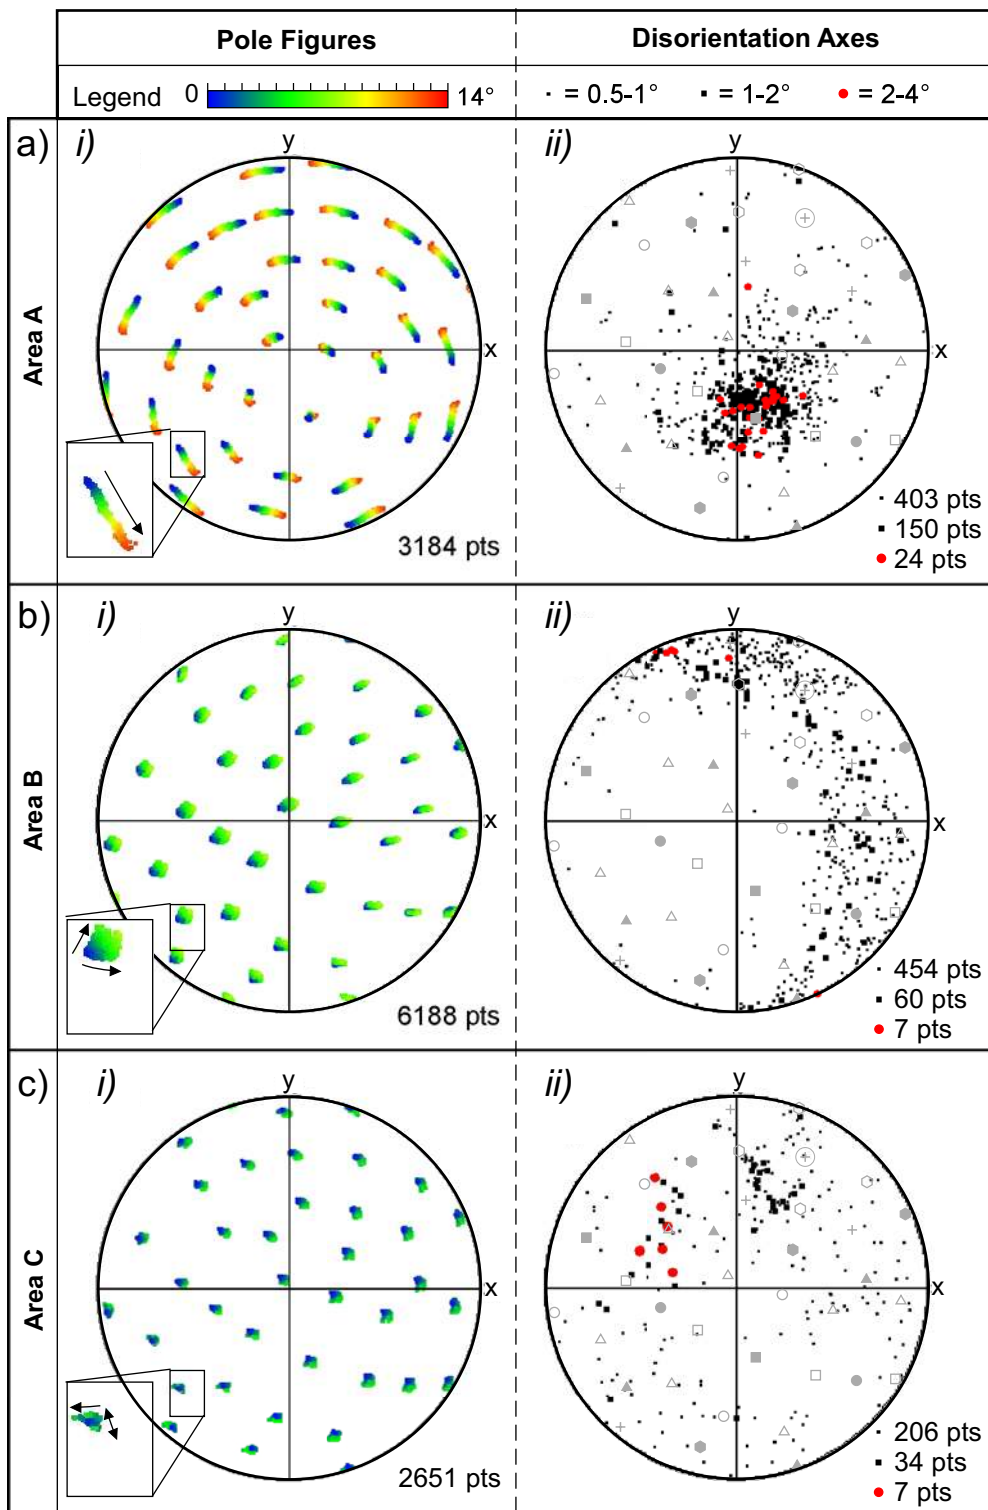 Pole Figures
Disorientation Axes
Legend 0 14°
= 0.5-1° = 1-2° = 2-4°
a) i) y ii) y
Area A
x x
3184 pts
403 pts
150 pts
24 pts
b) i) y ii) y
Area B
x x
6188 pts
454 pts
60 pts
7 pts
c) i) y ii) y
Area C
x x
2651 pts
206 pts
34 pts
7 pts